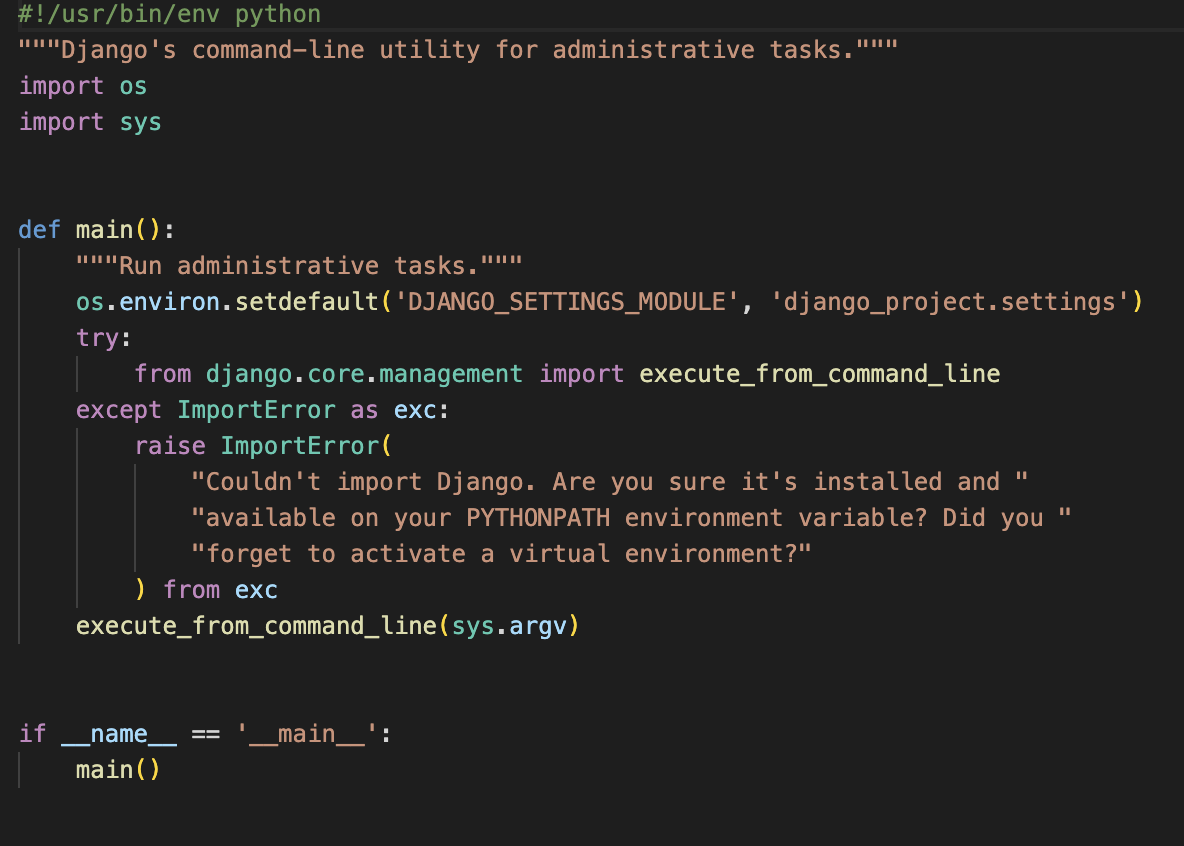 #!/usr/bin/env python
"""Django's command-line utility for administrative tasks."""
import os
import sys


def main():
    """Run administrative tasks."""
    os.environ.setdefault('DJANGO_SETTINGS_MODULE', 'django_project.settings')
    try:
        from django.core.management import execute_from_command_line
    except ImportError as exc:
        raise ImportError(
            "Couldn't import Django. Are you sure it's installed and "
            "available on your PYTHONPATH environment variable? Did you "
            "forget to activate a virtual environment?"
        ) from exc
    execute_from_command_line(sys.argv)


if __name__ == '__main__':
    main()